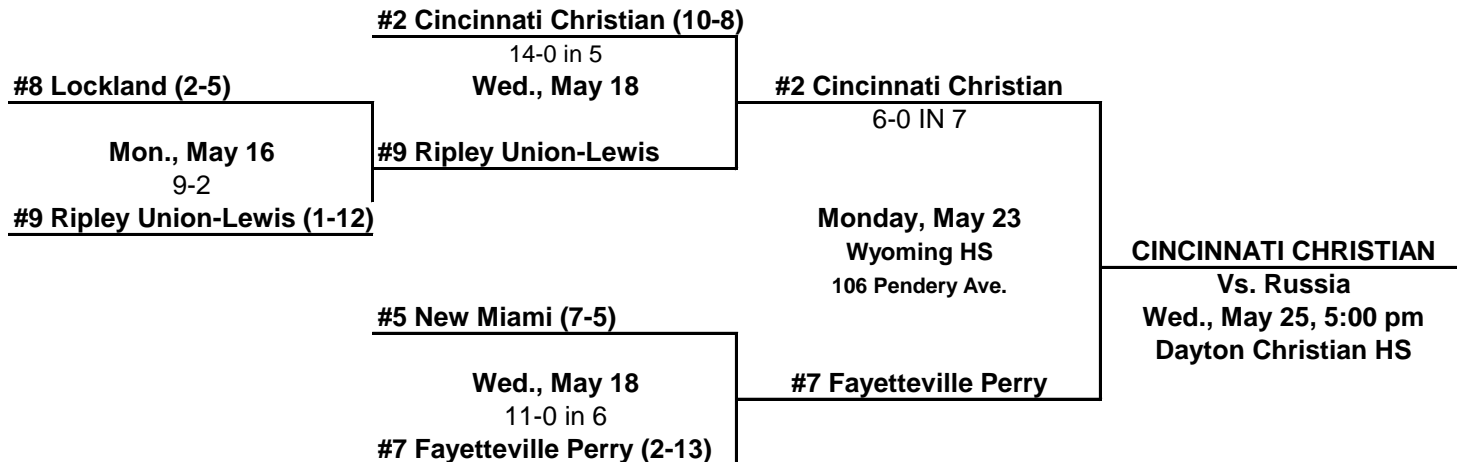 #2 Cincinnati Christian (10-8)
14-0 in 5
Wed., May 18
#8 Lockland (2-5)
Mon., May 16
9-2
#9 Ripley Union-Lewis (1-12)
#9 Ripley Union-Lewis
#2 Cincinnati Christian
6-0 IN 7
Monday, May 23
Wyoming HS
106 Pendery Ave.
#5 New Miami (7-5)
Wed., May 18
11-0 in 6
#7 Fayetteville Perry (2-13)
#7 Fayetteville Perry
CINCINNATI CHRISTIAN
Vs. Russia
Wed., May 25, 5:00 pm
Dayton Christian HS